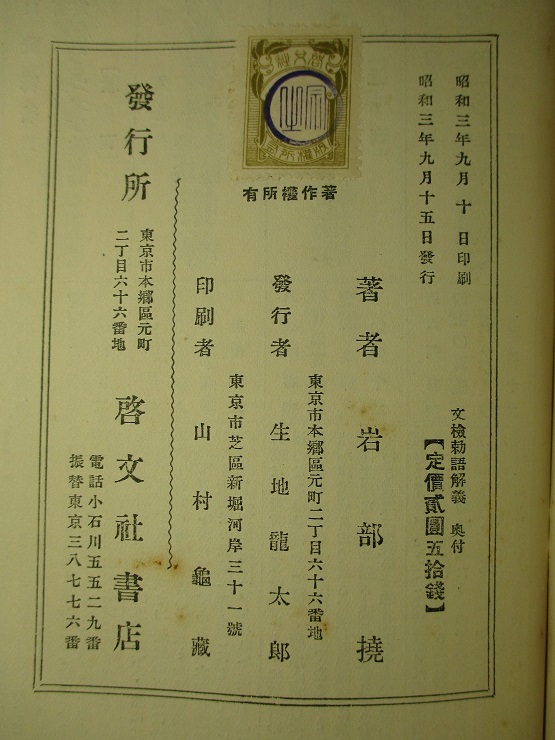 昭和三年九月十日印刷
昭和三年九月十五日發行
文檢勅語解義 奧付
【定價貳圓五拾錢】
著作權所有
著者 岩部撓
東京市本鄕區元町二丁目六十六番地
發行者 生地龍太郎
東京市芝區新堀河岸三十一號
印刷者 山村龜藏
發行所
東京市本鄕區元町
二丁目六十六番地
啓文社書店
電話小石川五五二九番
振替東京三八七七六番